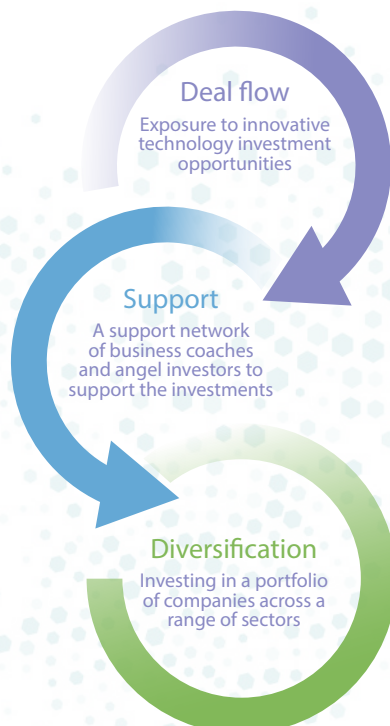 Deal flow
Exposure to innovative
technology investment
opportunities
Support
A support network
of business coaches
and angel investors to
support the investments
Diversification
Investing in a portfolio
of companies across a
range of sectors